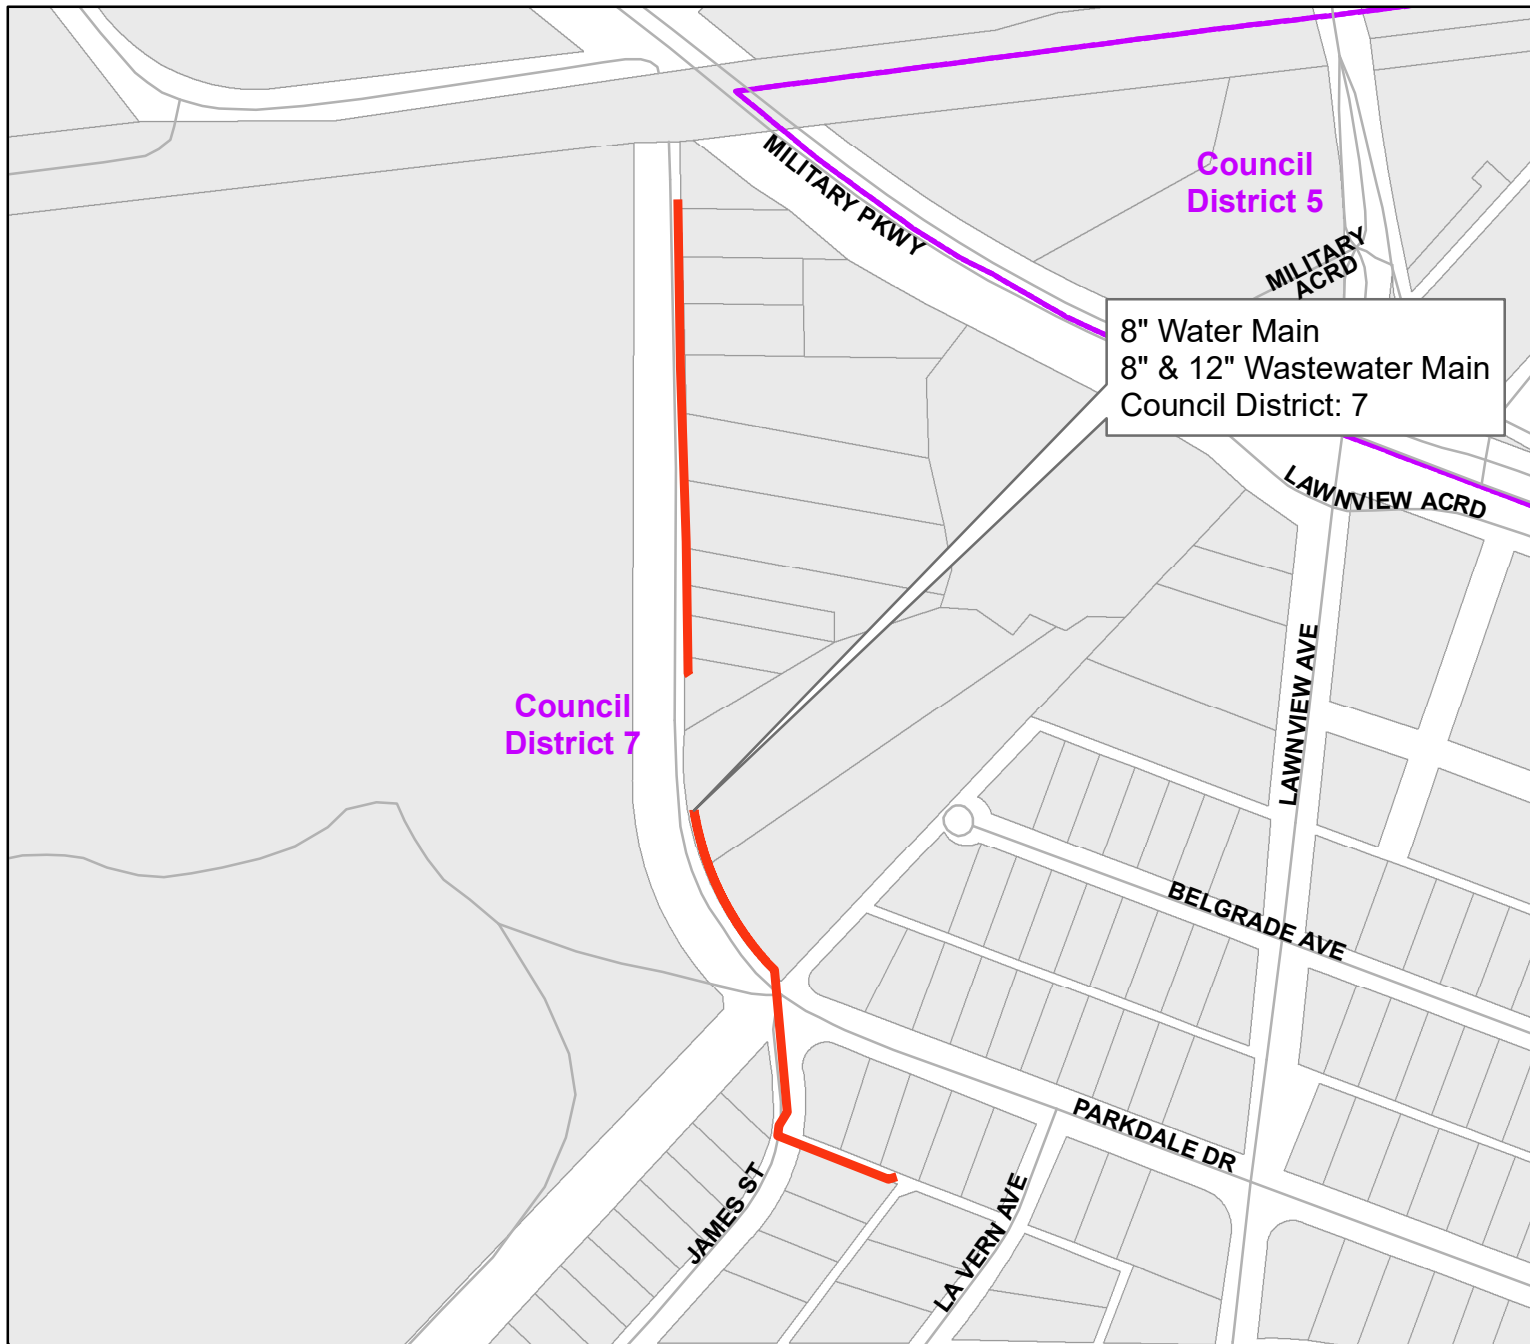 MILITARY PKWY
Council
District 5
MILITARY
ACRD
8" Water Main
8" & 12" Wastewater Main
Council District: 7
LAWNVIEW ACRD
LAWNVIEW AVE
Council
District 7
BELGRADE AVE
PARKDALE DR
JAMES ST
LA VERN AVE